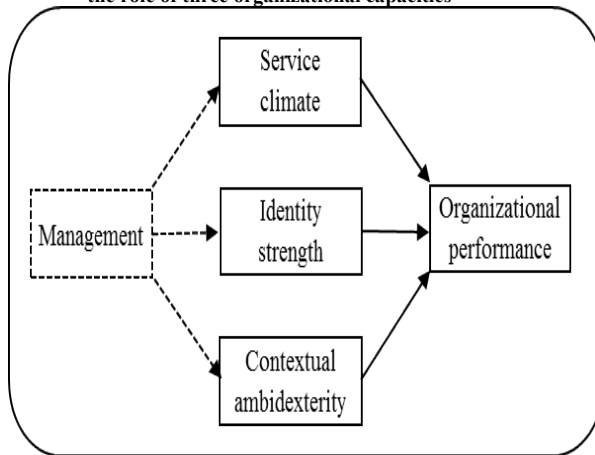 the role of three organizational capacities
Service
climate
Management
Identity
strength
Organizational
performance
Contextual
ambidexterity